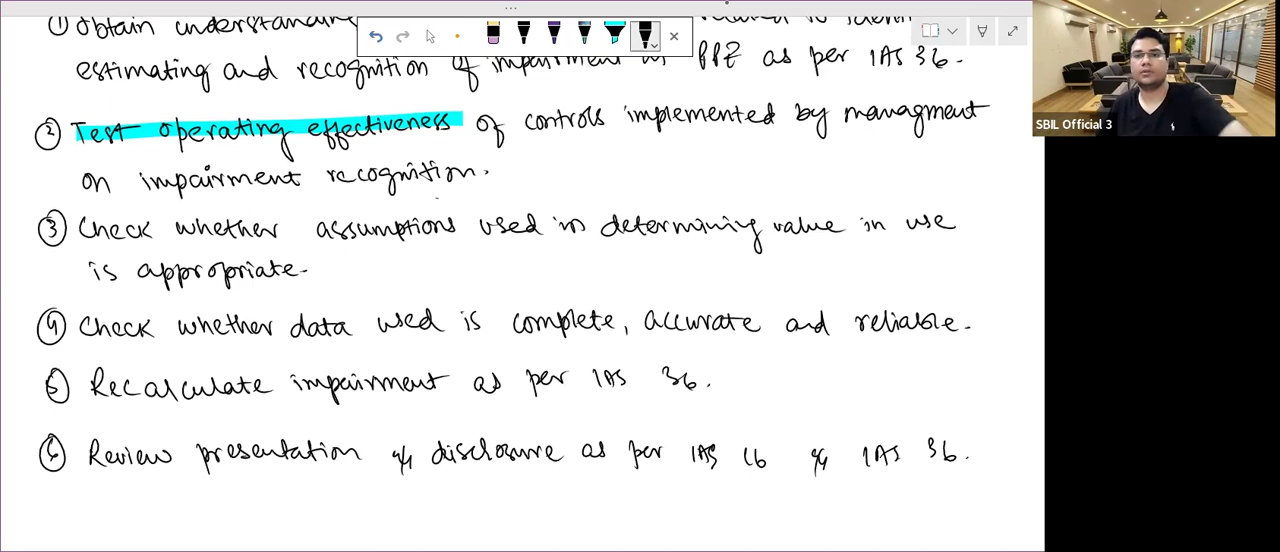 ① Obtain understanding
estimating and recognition of impairment in PPE as per IAS 36.
② Test operating effectiveness of controls implemented by managment
on impairment recognition.
③ Check whether assumptions used in determining value in use
is appropriate.
④ Check whether data used is complete, accurate and reliable.
⑤ Recalculate impairment as per IAS 36.
⑥ Review presentation & disclosure as per IAS 16 & IAS 36.
SBIL Official 3